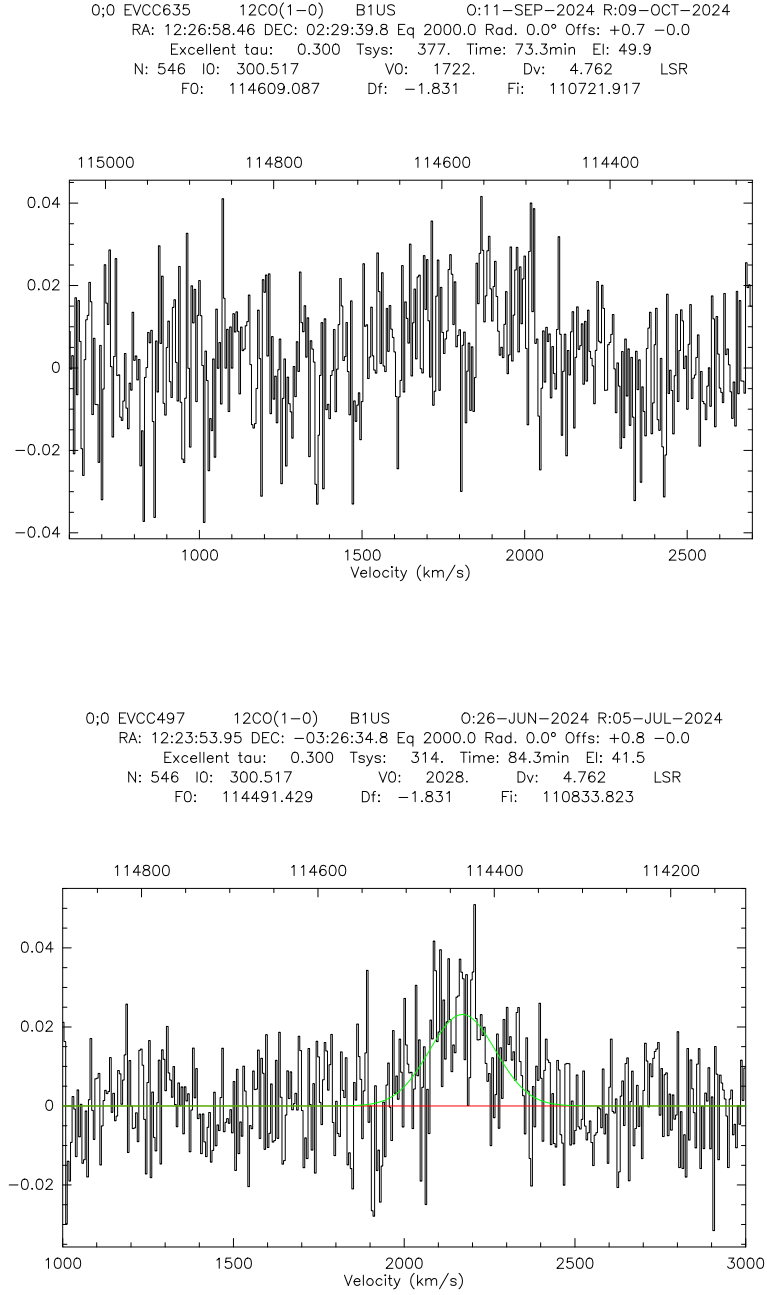 0;0 EVCC635 12CO(1-0) B1US O:11-SEP-2024 R:09-OCT-2024
RA: 12:26:58.46 DEC: 02:29:39.8 Eq 2000.0 Rad. 0.0° Offs: +0.7 -0.0
Excellent tau: 0.300 Tsys: 377. Time: 73.3min El: 49.9
N: 546 I0: 300.517 V0: 1722. Dv: 4.762 LSR
F0: 114609.087 Df: -1.831 Fi: 110721.917
115000 114800 114600 114400
0.04
0.02
0
-0.02
-0.04
1000 1500 2000 2500
Velocity (km/s)
0;0 EVCC497 12CO(1-0) B1US O:26-JUN-2024 R:05-JUL-2024
RA: 12:23:53.95 DEC: -03:26:34.8 Eq 2000.0 Rad. 0.0° Offs: +0.8 -0.0
Excellent tau: 0.300 Tsys: 314. Time: 84.3min El: 41.5
N: 546 I0: 300.517 V0: 2028. Dv: 4.762 LSR
F0: 114491.429 Df: -1.831 Fi: 110833.823
114800 114600 114400 114200
0.04
0.02
0
-0.02
1000 1500 2000 2500 3000
Velocity (km/s)